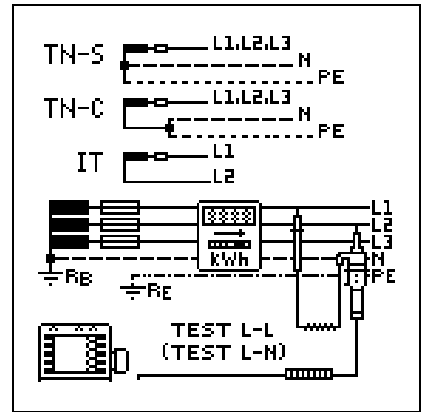 TN-S
L1,L2,L3
N
PE
TN-C
L1,L2,L3
N
PE
IT
L1
L2
8888
kWh
L1
L2
L3
N
PE
RB
RE
TEST L-L
(TEST L-N)